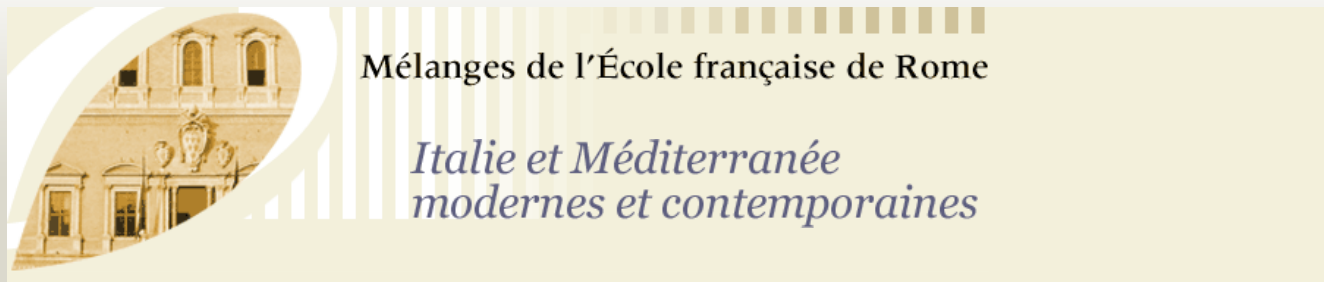 Mélanges de l’École française de Rome
Italie et Méditerranée
modernes et contemporaines